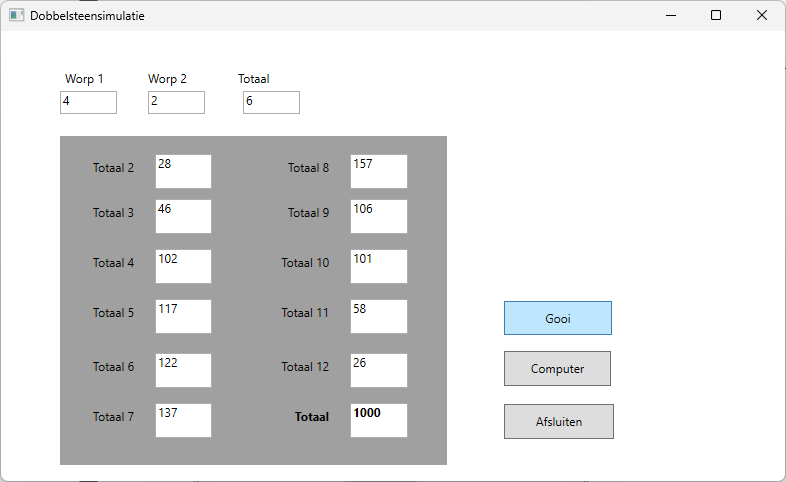 Dobbelsteensimulatie
Worp 1 Worp 2 Totaal
4 2 6
Totaal 2 28 Totaal 8 157
Totaal 3 46 Totaal 9 106
Totaal 4 102 Totaal 10 101
Totaal 5 117 Totaal 11 58
Gooi
Totaal 6 122 Totaal 12 26
Computer
Totaal 7 137 Totaal 1000
Afsluiten